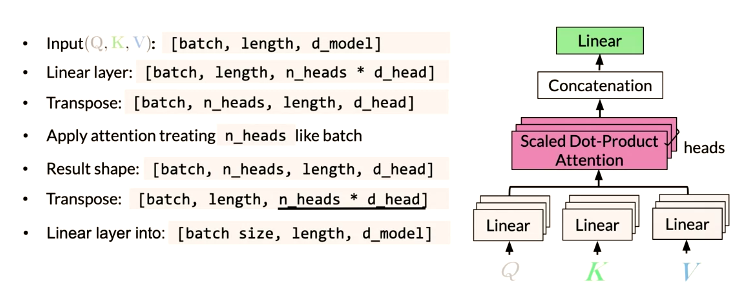 • Input(Q, K, V): [batch, length, d_model]
• Linear layer: [batch, length, n_heads * d_head]
• Transpose: [batch, n_heads, length, d_head]
• Apply attention treating n_heads like batch
• Result shape: [batch, n_heads, length, d_head]
• Transpose: [batch, length, n_heads * d_head]
• Linear layer into: [batch size, length, d_model]
Linear
Concatenation
Scaled Dot-Product
Attention
heads
Linear
Linear
Linear
Q
K
V